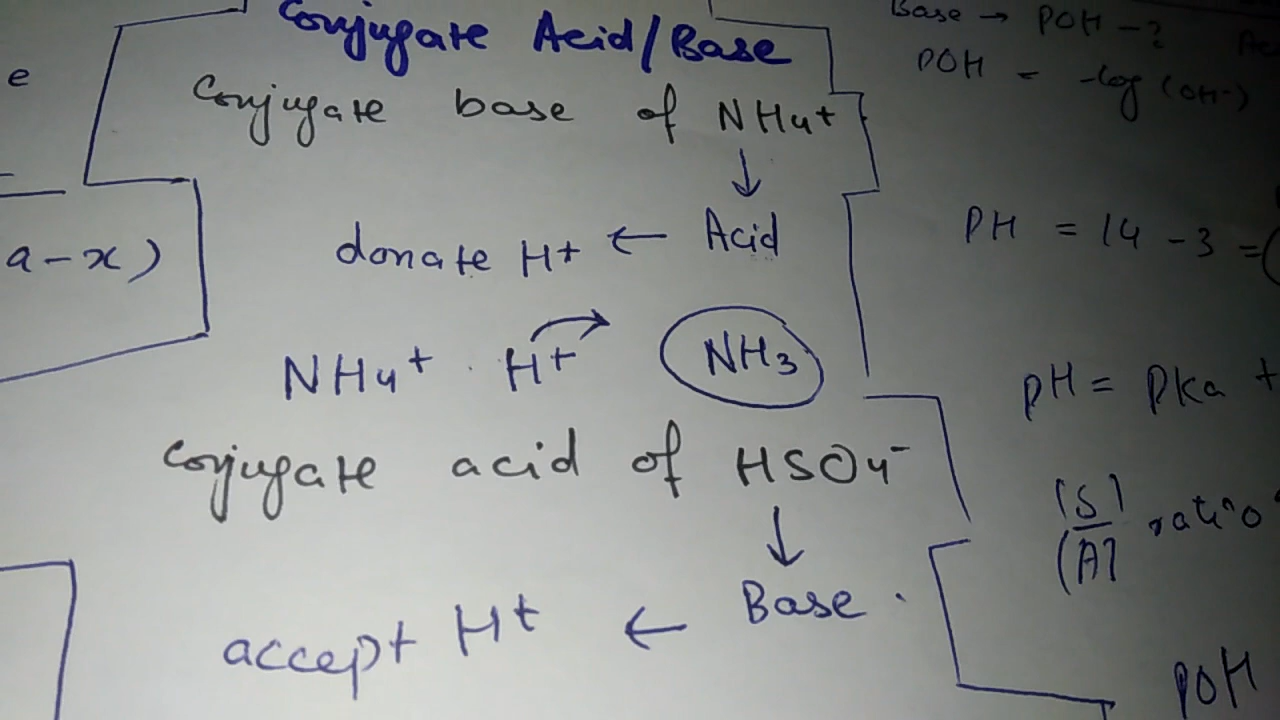 Conjugate Acid/Base
Conjugate base of NH4+
↓
donate H+ ← Acid
NH4+ H+ NH3
Conjugate acid of HSO4-
↓
accept H+ ← Base
e
a-x)
Base → POH -?
POH = -log (OH-)
PH = 14 - 3 =
pH = pka +
[S]
[A] ratio
POH